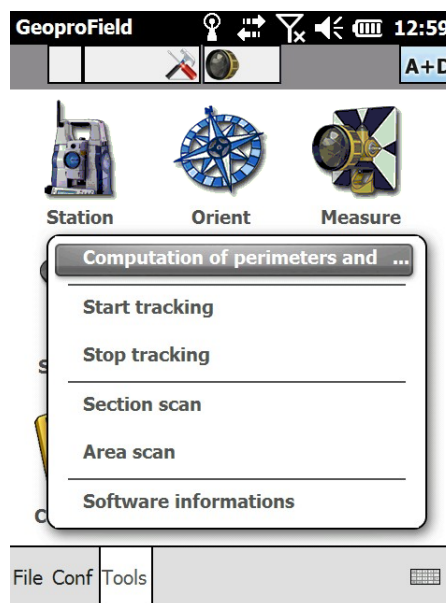 GeoproField 12:59
A+D
Station Orient Measure
Computation of perimeters and ...
Start tracking
Stop tracking
Section scan
Area scan
Software informations
File Conf Tools